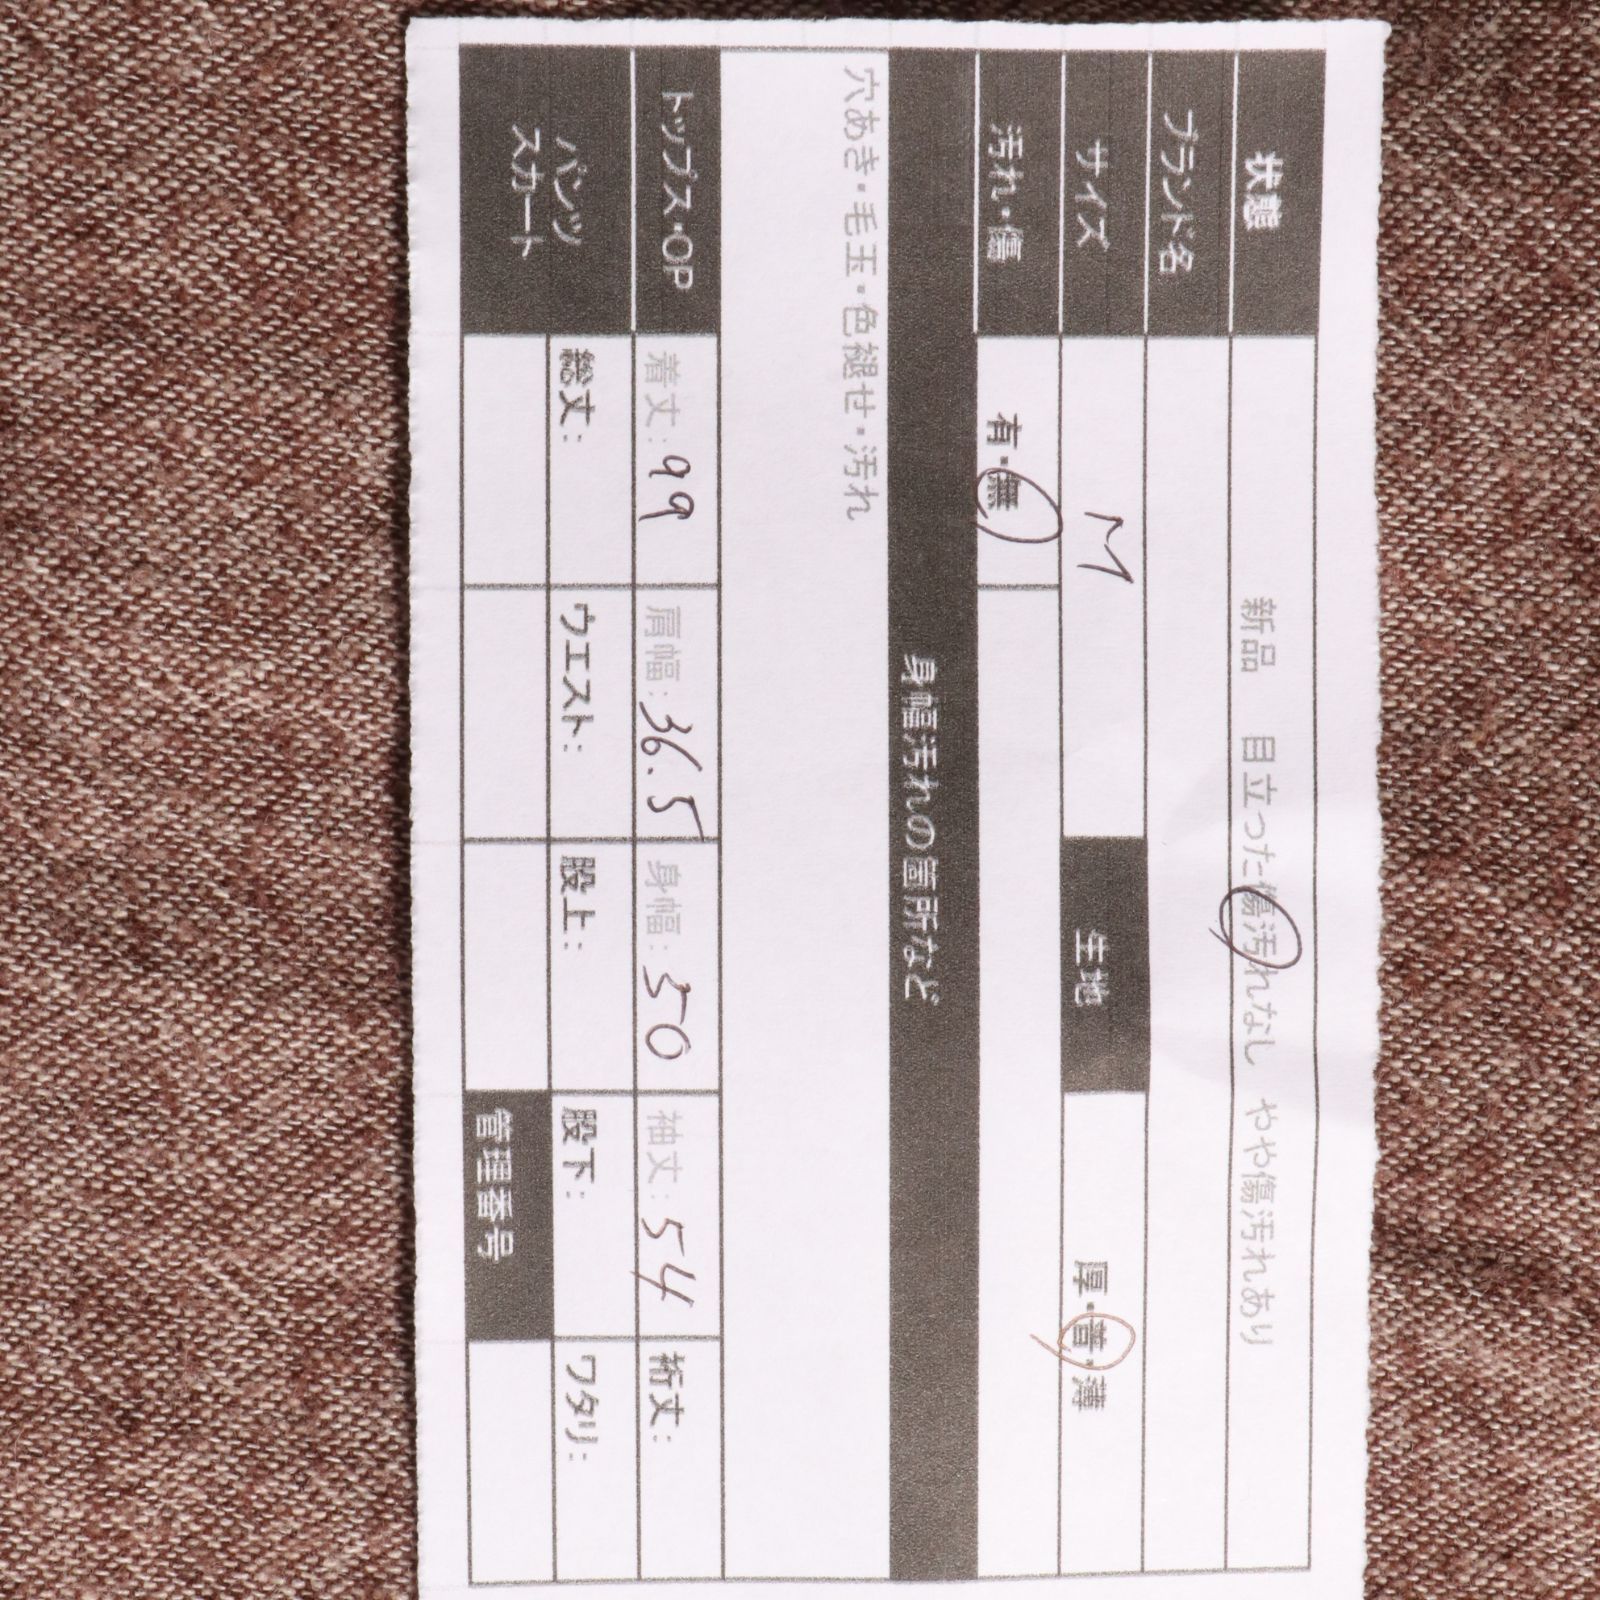 状態 新品 目立った傷汚れなし やや傷汚れあり
ブランド名
サイズ M 生地 厚・普・薄
汚れ・傷 有・無
身幅汚れの箇所など
穴あき・毛玉・色褪せ・汚れ
トップス・OP 着丈: 99 肩幅: 36.5 身幅: 50 袖丈: 54 裄丈:
パンツ
スカート
総丈: ウエスト: 股上: 股下: ワタリ:
管理番号